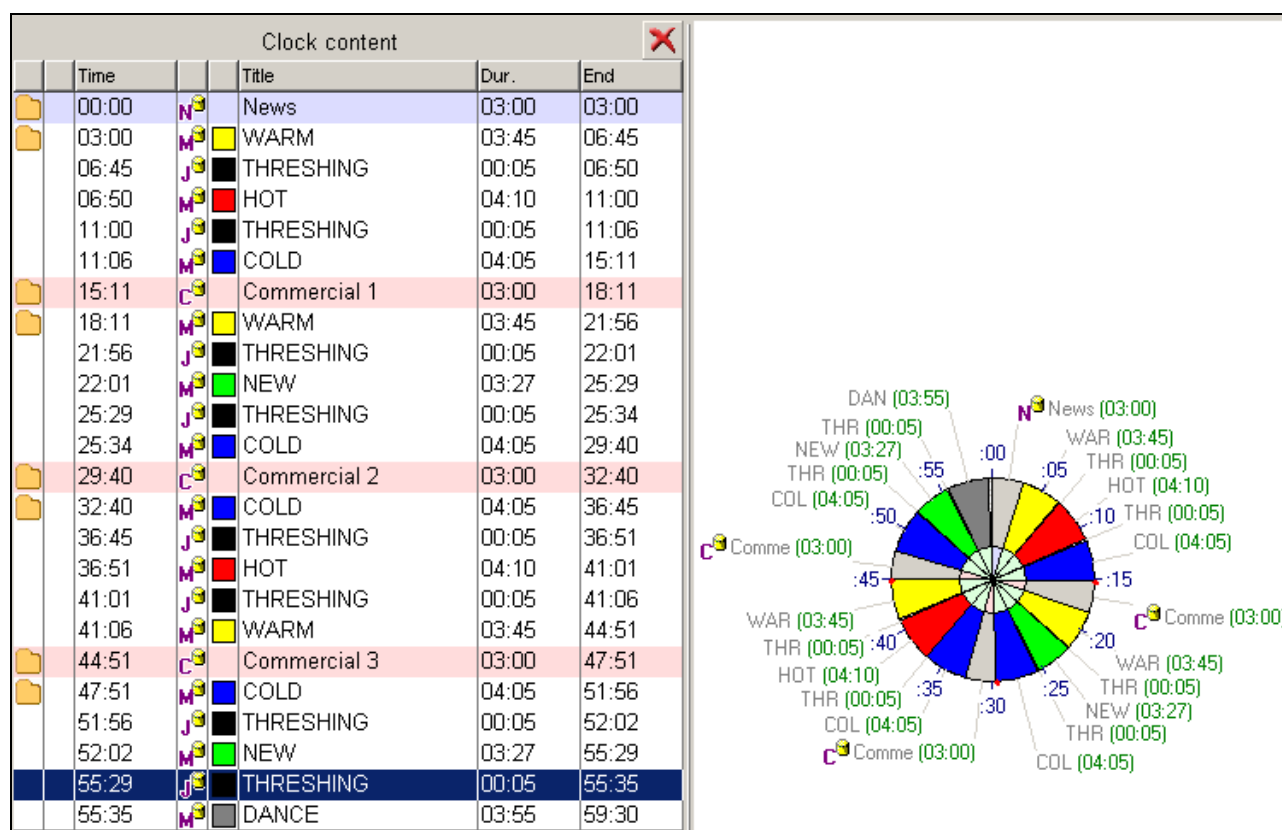 Clock content
Time Title Dur. End
00:00 N News 03:00 03:00
03:00 M WARM 03:45 06:45
06:45 J THRESHING 00:05 06:50
06:50 M HOT 04:10 11:00
11:00 J THRESHING 00:05 11:06
11:06 M COLD 04:05 15:11
15:11 C Commercial 1 03:00 18:11
18:11 M WARM 03:45 21:56
21:56 J THRESHING 00:05 22:01
22:01 M NEW 03:27 25:29
25:29 J THRESHING 00:05 25:34
25:34 M COLD 04:05 29:40
29:40 C Commercial 2 03:00 32:40
32:40 M COLD 04:05 36:45
36:45 J THRESHING 00:05 36:51
36:51 M HOT 04:10 41:01
41:01 J THRESHING 00:05 41:06
41:06 M WARM 03:45 44:51
44:51 C Commercial 3 03:00 47:51
47:51 M COLD 04:05 51:56
51:56 J THRESHING 00:05 52:02
52:02 M NEW 03:27 55:29
55:29 J THRESHING 00:05 55:35
55:35 M DANCE 03:55 59:30
N News (03:00)
WAR (03:45)
THR (00:05)
HOT (04:10)
THR (00:05)
COL (04:05)
C Comme (03:00
WAR (03:45)
THR (00:05)
NEW (03:27)
THR (00:05)
COL (04:05)
C Comme (03:00)
COL (04:05)
THR (00:05)
HOT (04:10)
THR (00:05)
WAR (03:45)
C Comme (03:00)
COL (04:05)
THR (00:05)
NEW (03:27)
THR (00:05)
DAN (03:55)
:00
:05
:10
:15
:20
:25
:30
:35
:40
:45
:50
:55